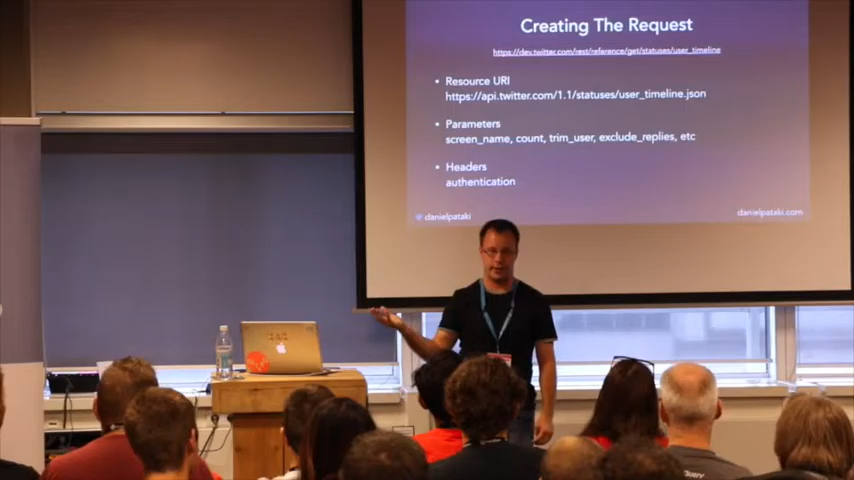 Creating The Request
https://dev.twitter.com/rest/reference/get/statuses/user_timeline
• Resource URI
https://api.twitter.com/1.1/statuses/user_timeline.json
• Parameters
screen_name, count, trim_user, exclude_replies, etc
• Headers
authentication
danielpataki
danielpataki.com